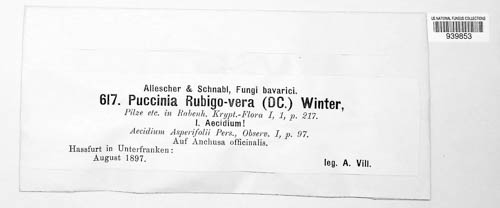 US NATIONAL FUNGUS COLLECTIONS
939853
Allescher & Schnabl, Fungi bavarici.
617. Puccinia Rubigo-vera (DC.) Winter,
Pilze etc. in Rabenh. Krypt.-Flora I, 1, p. 217.
I. Aecidium!
Aecidium Asperifolii Pers., Observ. I, p. 97.
Auf Anchusa officinalis.
Hassfurt in Unterfranken:
August 1897.
leg. A. Vill.